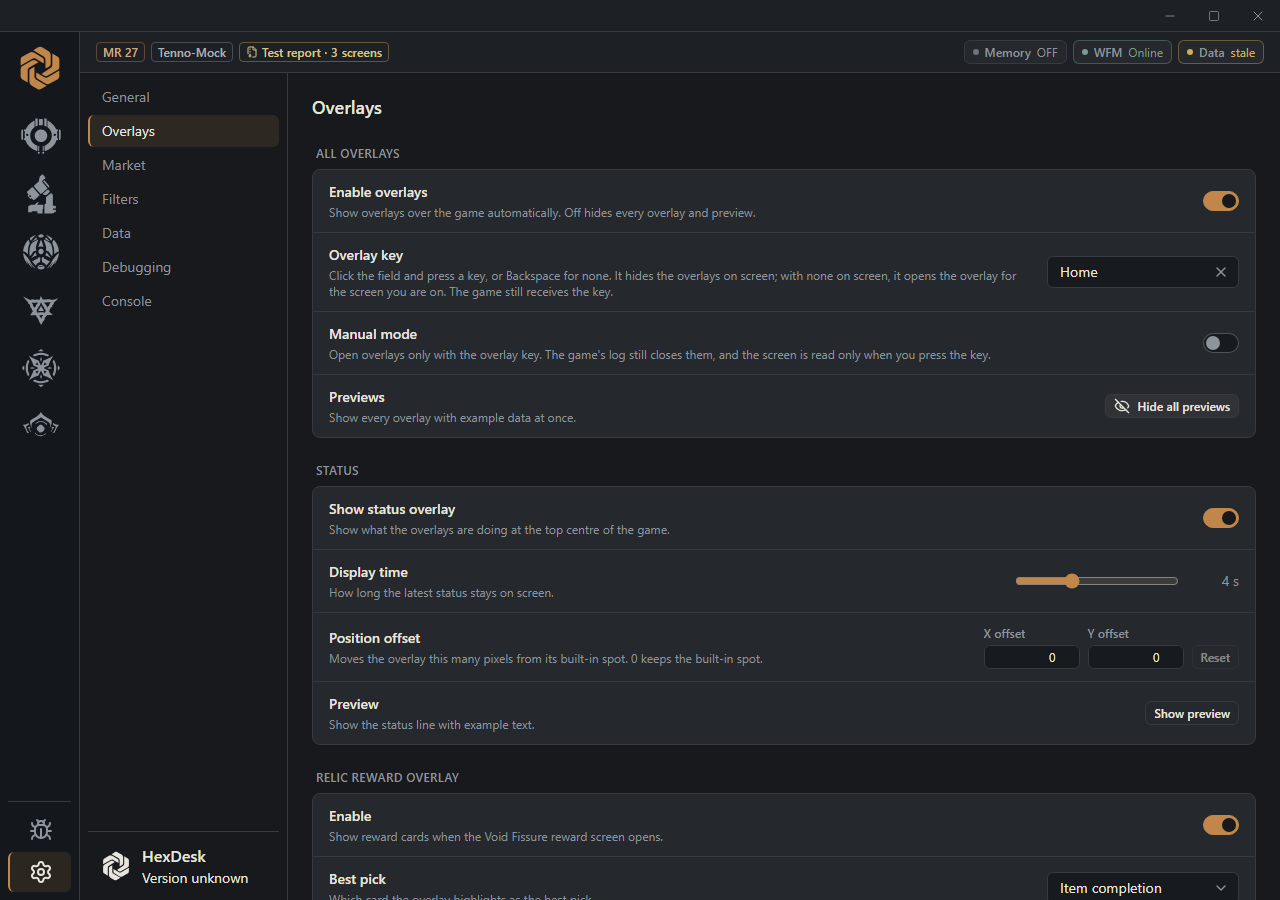 MR 27
Tenno-Mock
Test report · 3 screens
Memory OFF
WFM Online
Data stale
General
Overlays
Market
Filters
Data
Debugging
Console
HexDesk
Version unknown
Overlays
ALL OVERLAYS
Enable overlays
Show overlays over the game automatically. Off hides every overlay and preview.
Overlay key
Click the field and press a key, or Backspace for none. It hides the overlays on screen; with none on screen, it opens the overlay for
the screen you are on. The game still receives the key.
Home
Manual mode
Open overlays only with the overlay key. The game's log still closes them, and the screen is read only when you press the key.
Previews
Show every overlay with example data at once.
Hide all previews
STATUS
Show status overlay
Show what the overlays are doing at the top centre of the game.
Display time
How long the latest status stays on screen.
4 s
Position offset
Moves the overlay this many pixels from its built-in spot. 0 keeps the built-in spot.
X offset
Y offset
0
0
Reset
Preview
Show the status line with example text.
Show preview
RELIC REWARD OVERLAY
Enable
Show reward cards when the Void Fissure reward screen opens.
Best pick
Which card the overlay highlights as the best pick.
Item completion